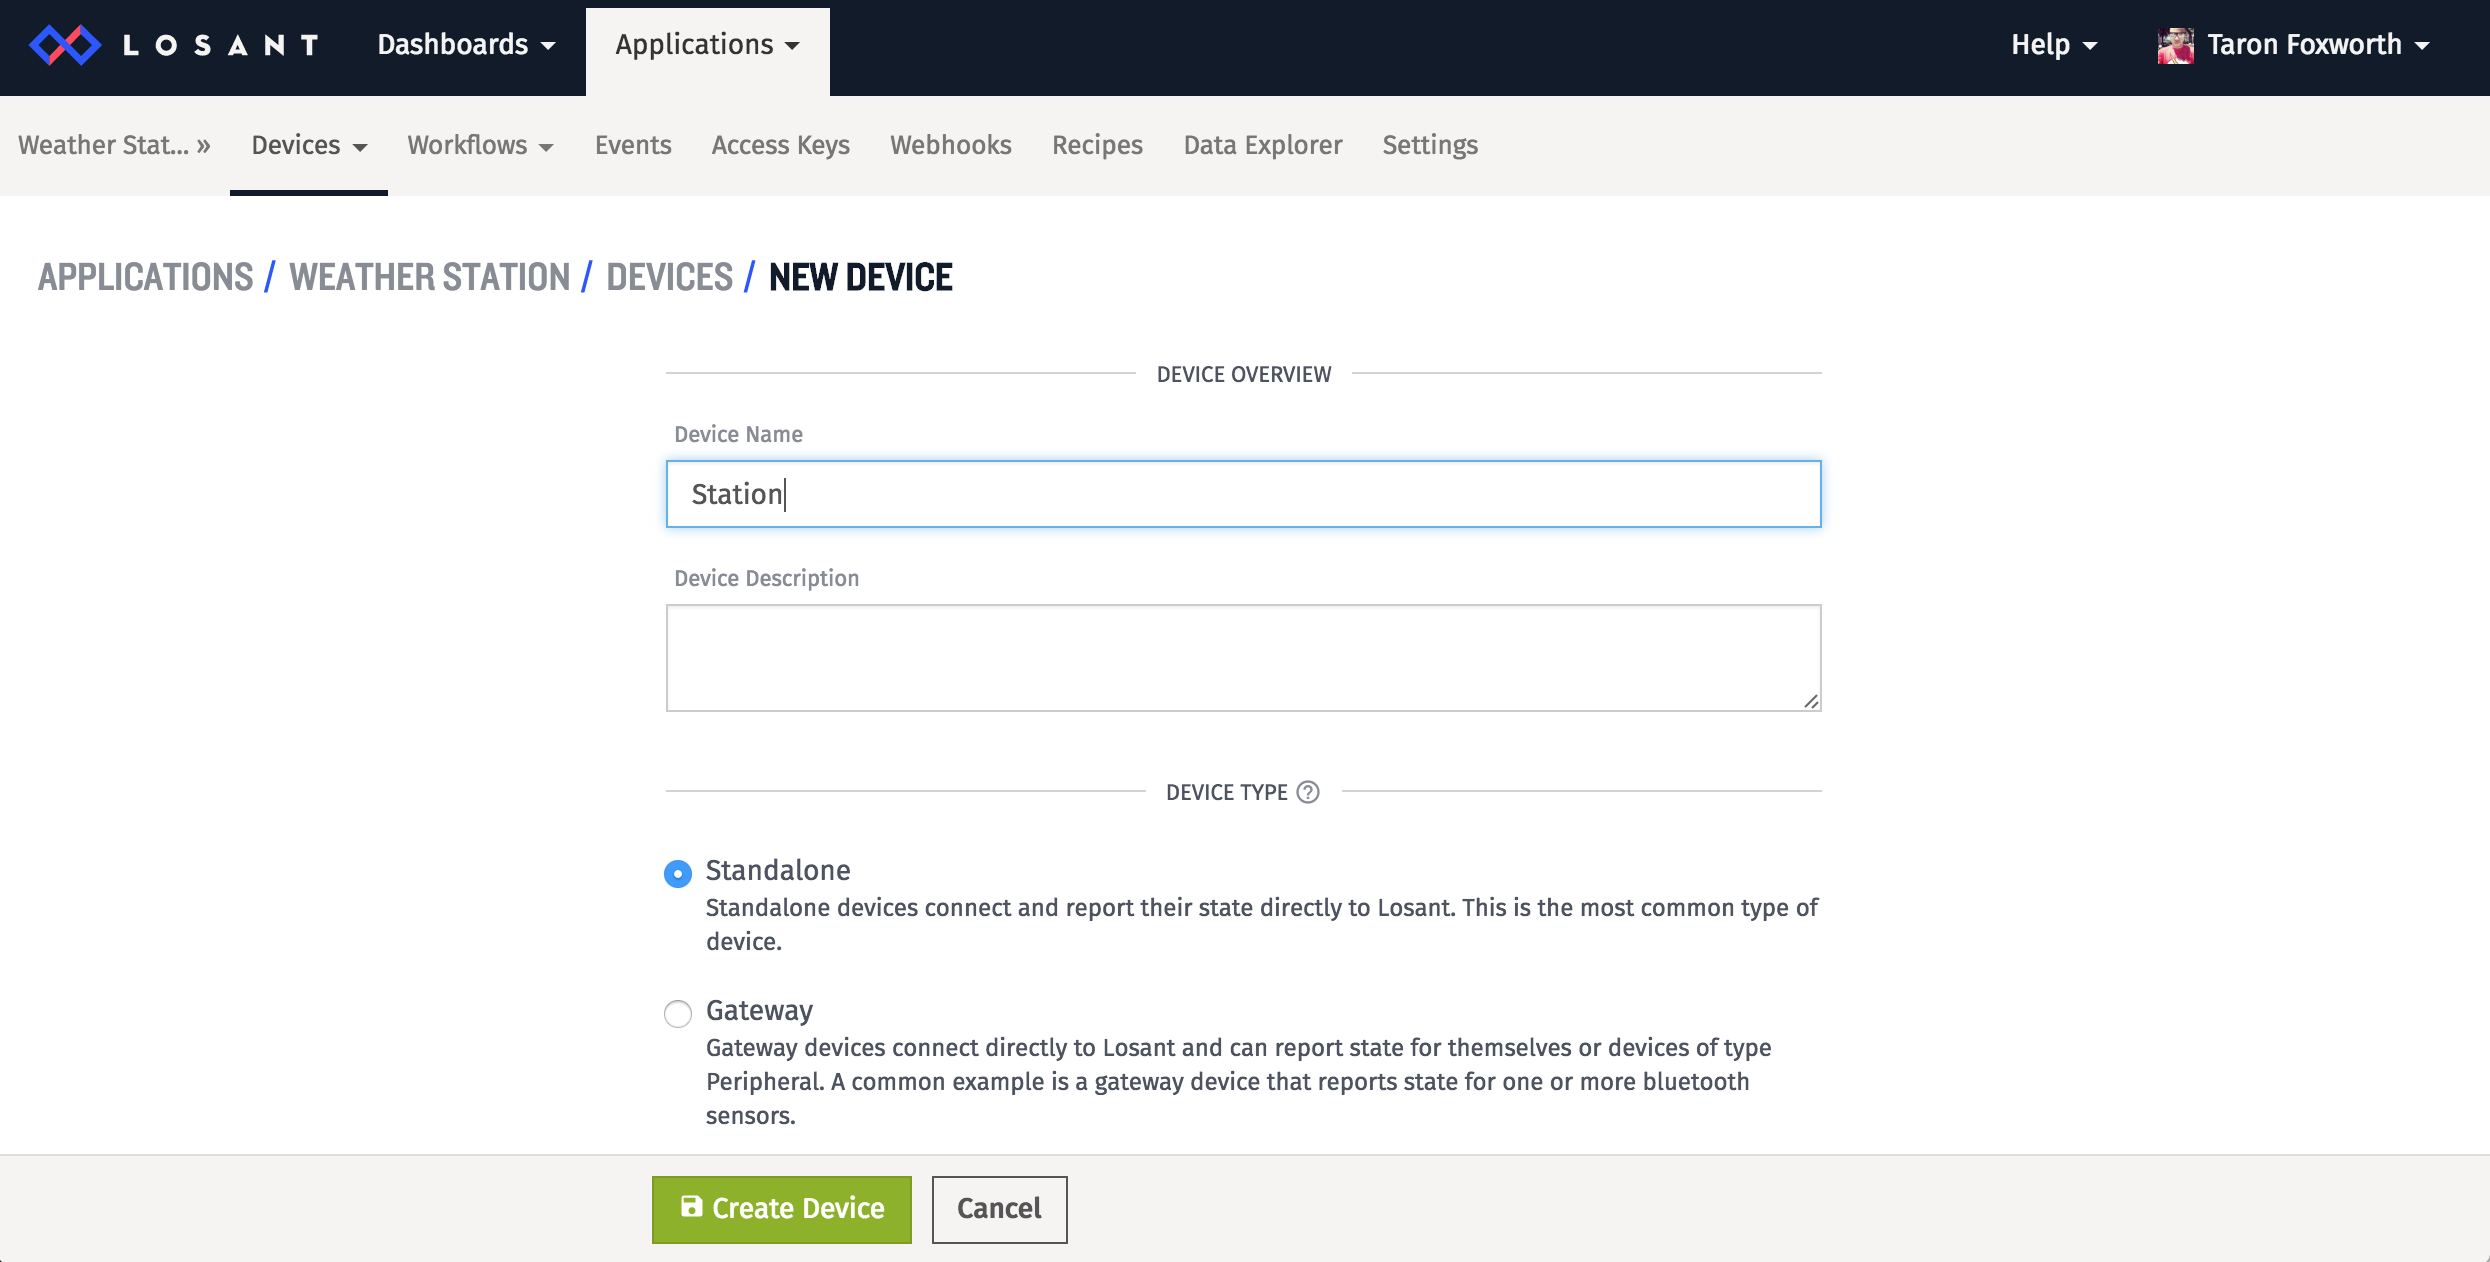 LOSANT Dashboards Applications Help Taron Foxworth
Weather Stat... » Devices Workflows Events Access Keys Webhooks Recipes Data Explorer Settings
APPLICATIONS / WEATHER STATION / DEVICES / NEW DEVICE
DEVICE OVERVIEW
Device Name
Station
Device Description
DEVICE TYPE ?
Standalone
Standalone devices connect and report their state directly to Losant. This is the most common type of
device.
Gateway
Gateway devices connect directly to Losant and can report state for themselves or devices of type
Peripheral. A common example is a gateway device that reports state for one or more bluetooth
sensors.
Create Device Cancel